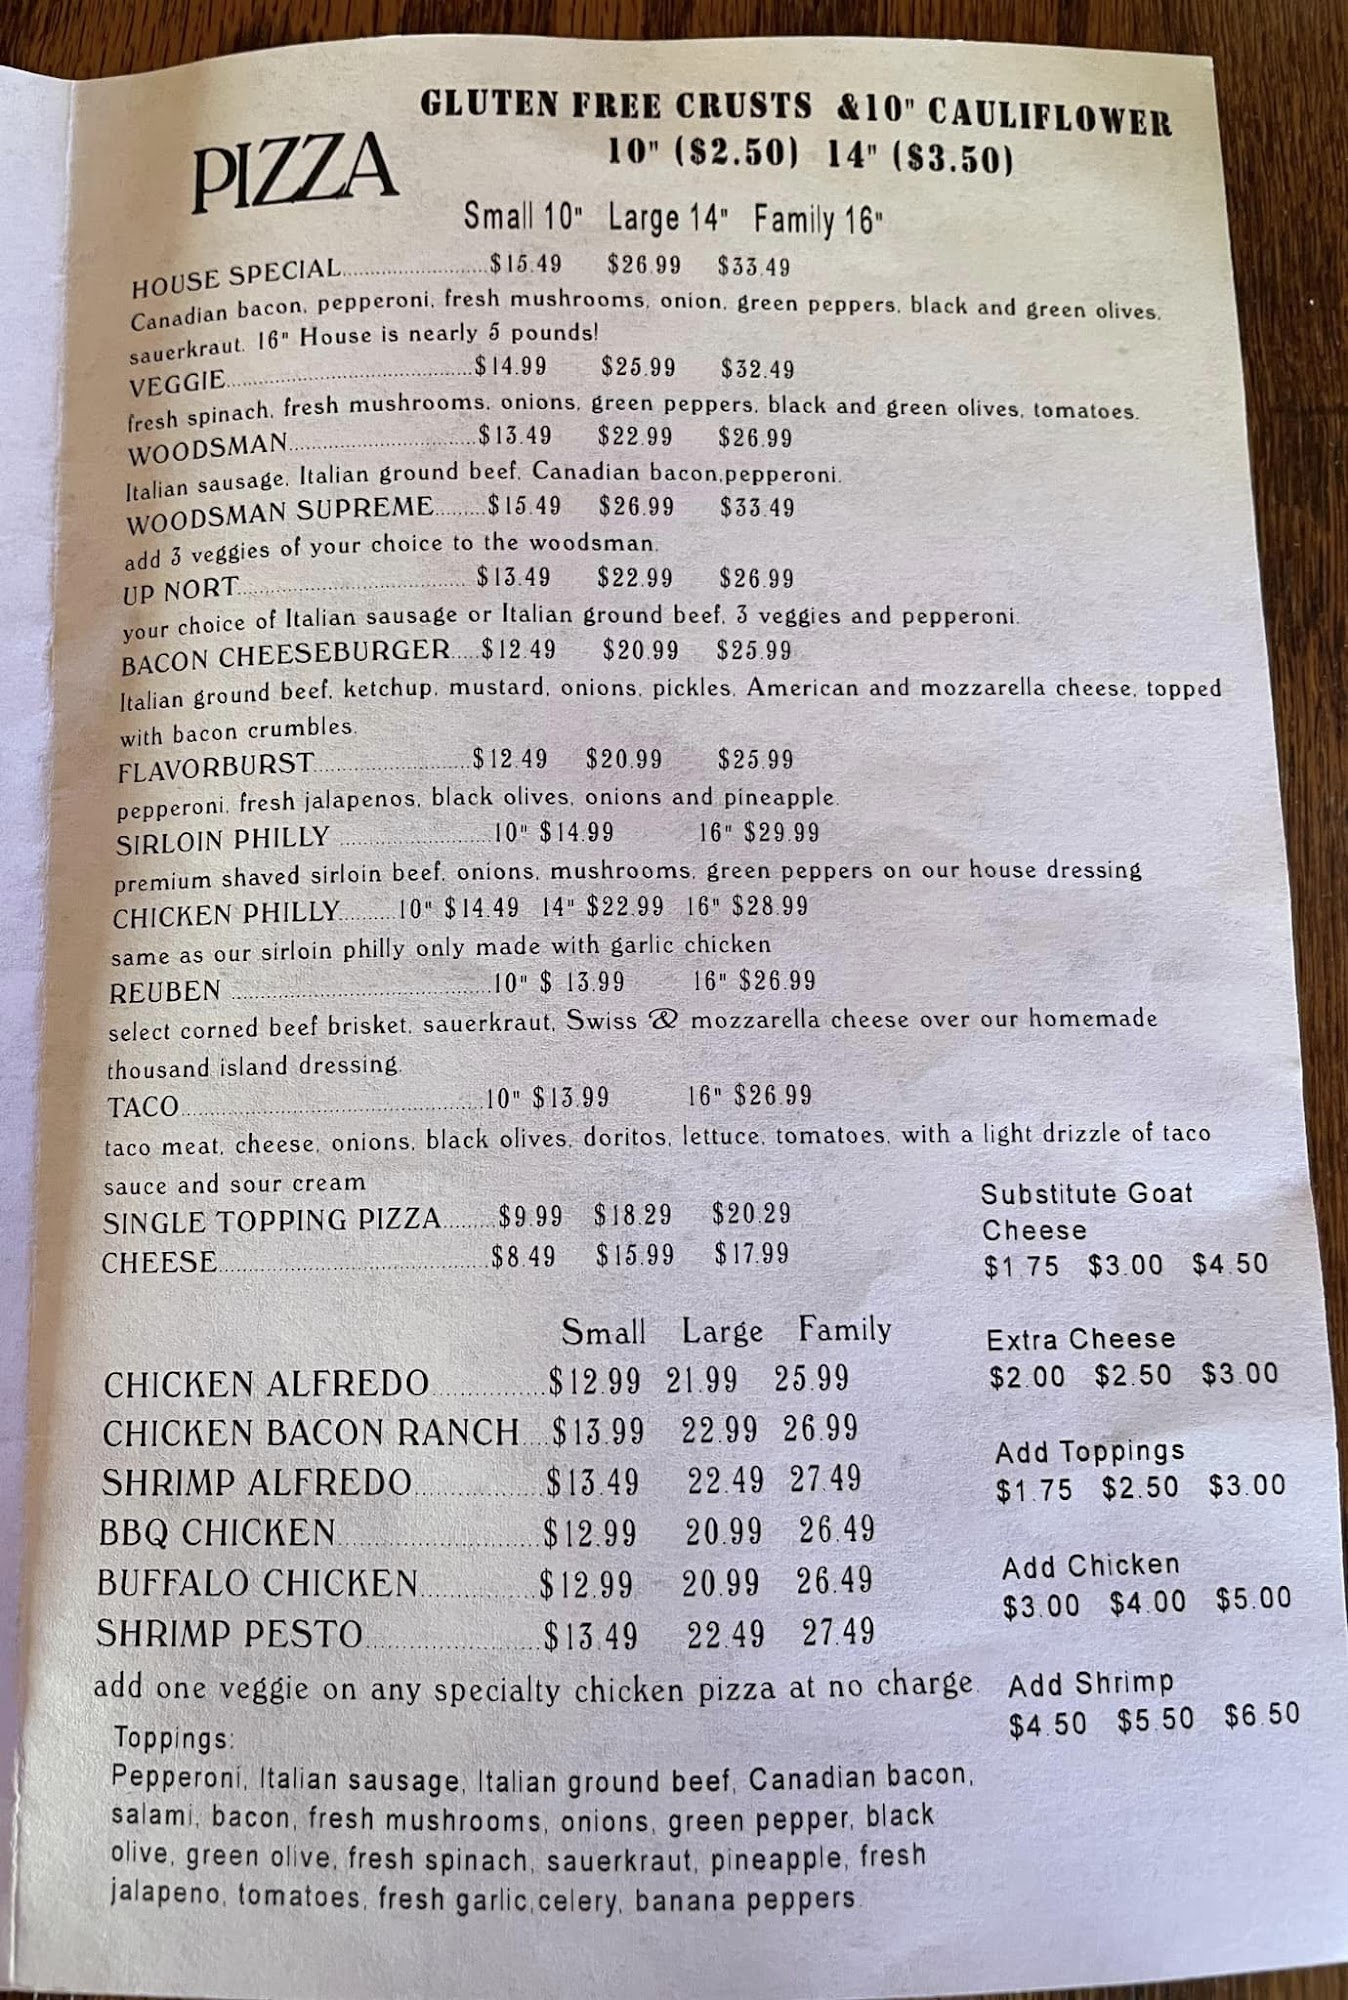 GLUTEN FREE CRUSTS &10" CAULIFLOWER
10" ($2.50) 14" ($3.50)
PIZZA
Small 10" Large 14" Family 16"
HOUSE SPECIAL.....................$15.49 $26.99 $33.49
Canadian bacon, pepperoni, fresh mushrooms, onion, green peppers, black and green olives,
sauerkraut. 16" House is nearly 5 pounds!
VEGGIE.....................$14.99 $25.99 $32.49
fresh spinach, fresh mushrooms, onions, green peppers, black and green olives, tomatoes.
WOODSMAN.....................$13.49 $22.99 $26.99
Italian sausage, Italian ground beef, Canadian bacon,pepperoni.
WOODSMAN SUPREME.........$15.49 $26.99 $33.49
add 3 veggies of your choice to the woodsman.
UP NORT.....................$13.49 $22.99 $26.99
your choice of Italian sausage or Italian ground beef, 3 veggies and pepperoni.
BACON CHEESEBURGER.....$12.49 $20.99 $25.99
Italian ground beef, ketchup, mustard, onions, pickles, American and mozzarella cheese, topped
with bacon crumbles.
FLAVORBURST.....................$12.49 $20.99 $25.99
pepperoni, fresh jalapenos, black olives, onions and pineapple.
SIRLOIN PHILLY.....................10" $14.99 16" $29.99
premium shaved sirloin beef, onions, mushrooms, green peppers on our house dressing
CHICKEN PHILLY.........10" $14.49 14" $22.99 16" $28.99
same as our sirloin philly only made with garlic chicken
REUBEN.....................10" $ 13.99 16" $26.99
select corned beef brisket, sauerkraut, Swiss & mozzarella cheese over our homemade
thousand island dressing.
TACO.....................10" $13.99 16" $26.99
taco meat, cheese, onions, black olives, doritos, lettuce, tomatoes, with a light drizzle of taco
sauce and sour cream
SINGLE TOPPING PIZZA........$9.99 $18.29 $20.29
CHEESE.....................$8.49 $15.99 $17.99
Substitute Goat
Cheese
$1.75 $3.00 $4.50
Small Large Family
CHICKEN ALFREDO.............$12.99 21.99 25.99
CHICKEN BACON RANCH....$13.99 22.99 26.99
SHRIMP ALFREDO.............$13.49 22.49 27.49
BBQ CHICKEN.....................$12.99 20.99 26.49
BUFFALO CHICKEN.............$12.99 20.99 26.49
SHRIMP PESTO.....................$13.49 22.49 27.49
add one veggie on any specialty chicken pizza at no charge.
Extra Cheese
$2.00 $2.50 $3.00
Add Toppings
$1.75 $2.50 $3.00
Add Chicken
$3.00 $4.00 $5.00
Add Shrimp
$4.50 $5.50 $6.50
Toppings:
Pepperoni, Italian sausage, Italian ground beef, Canadian bacon,
salami, bacon, fresh mushrooms, onions, green pepper, black
olive, green olive, fresh spinach, sauerkraut, pineapple, fresh
jalapeno, tomatoes, fresh garlic,celery, banana peppers.